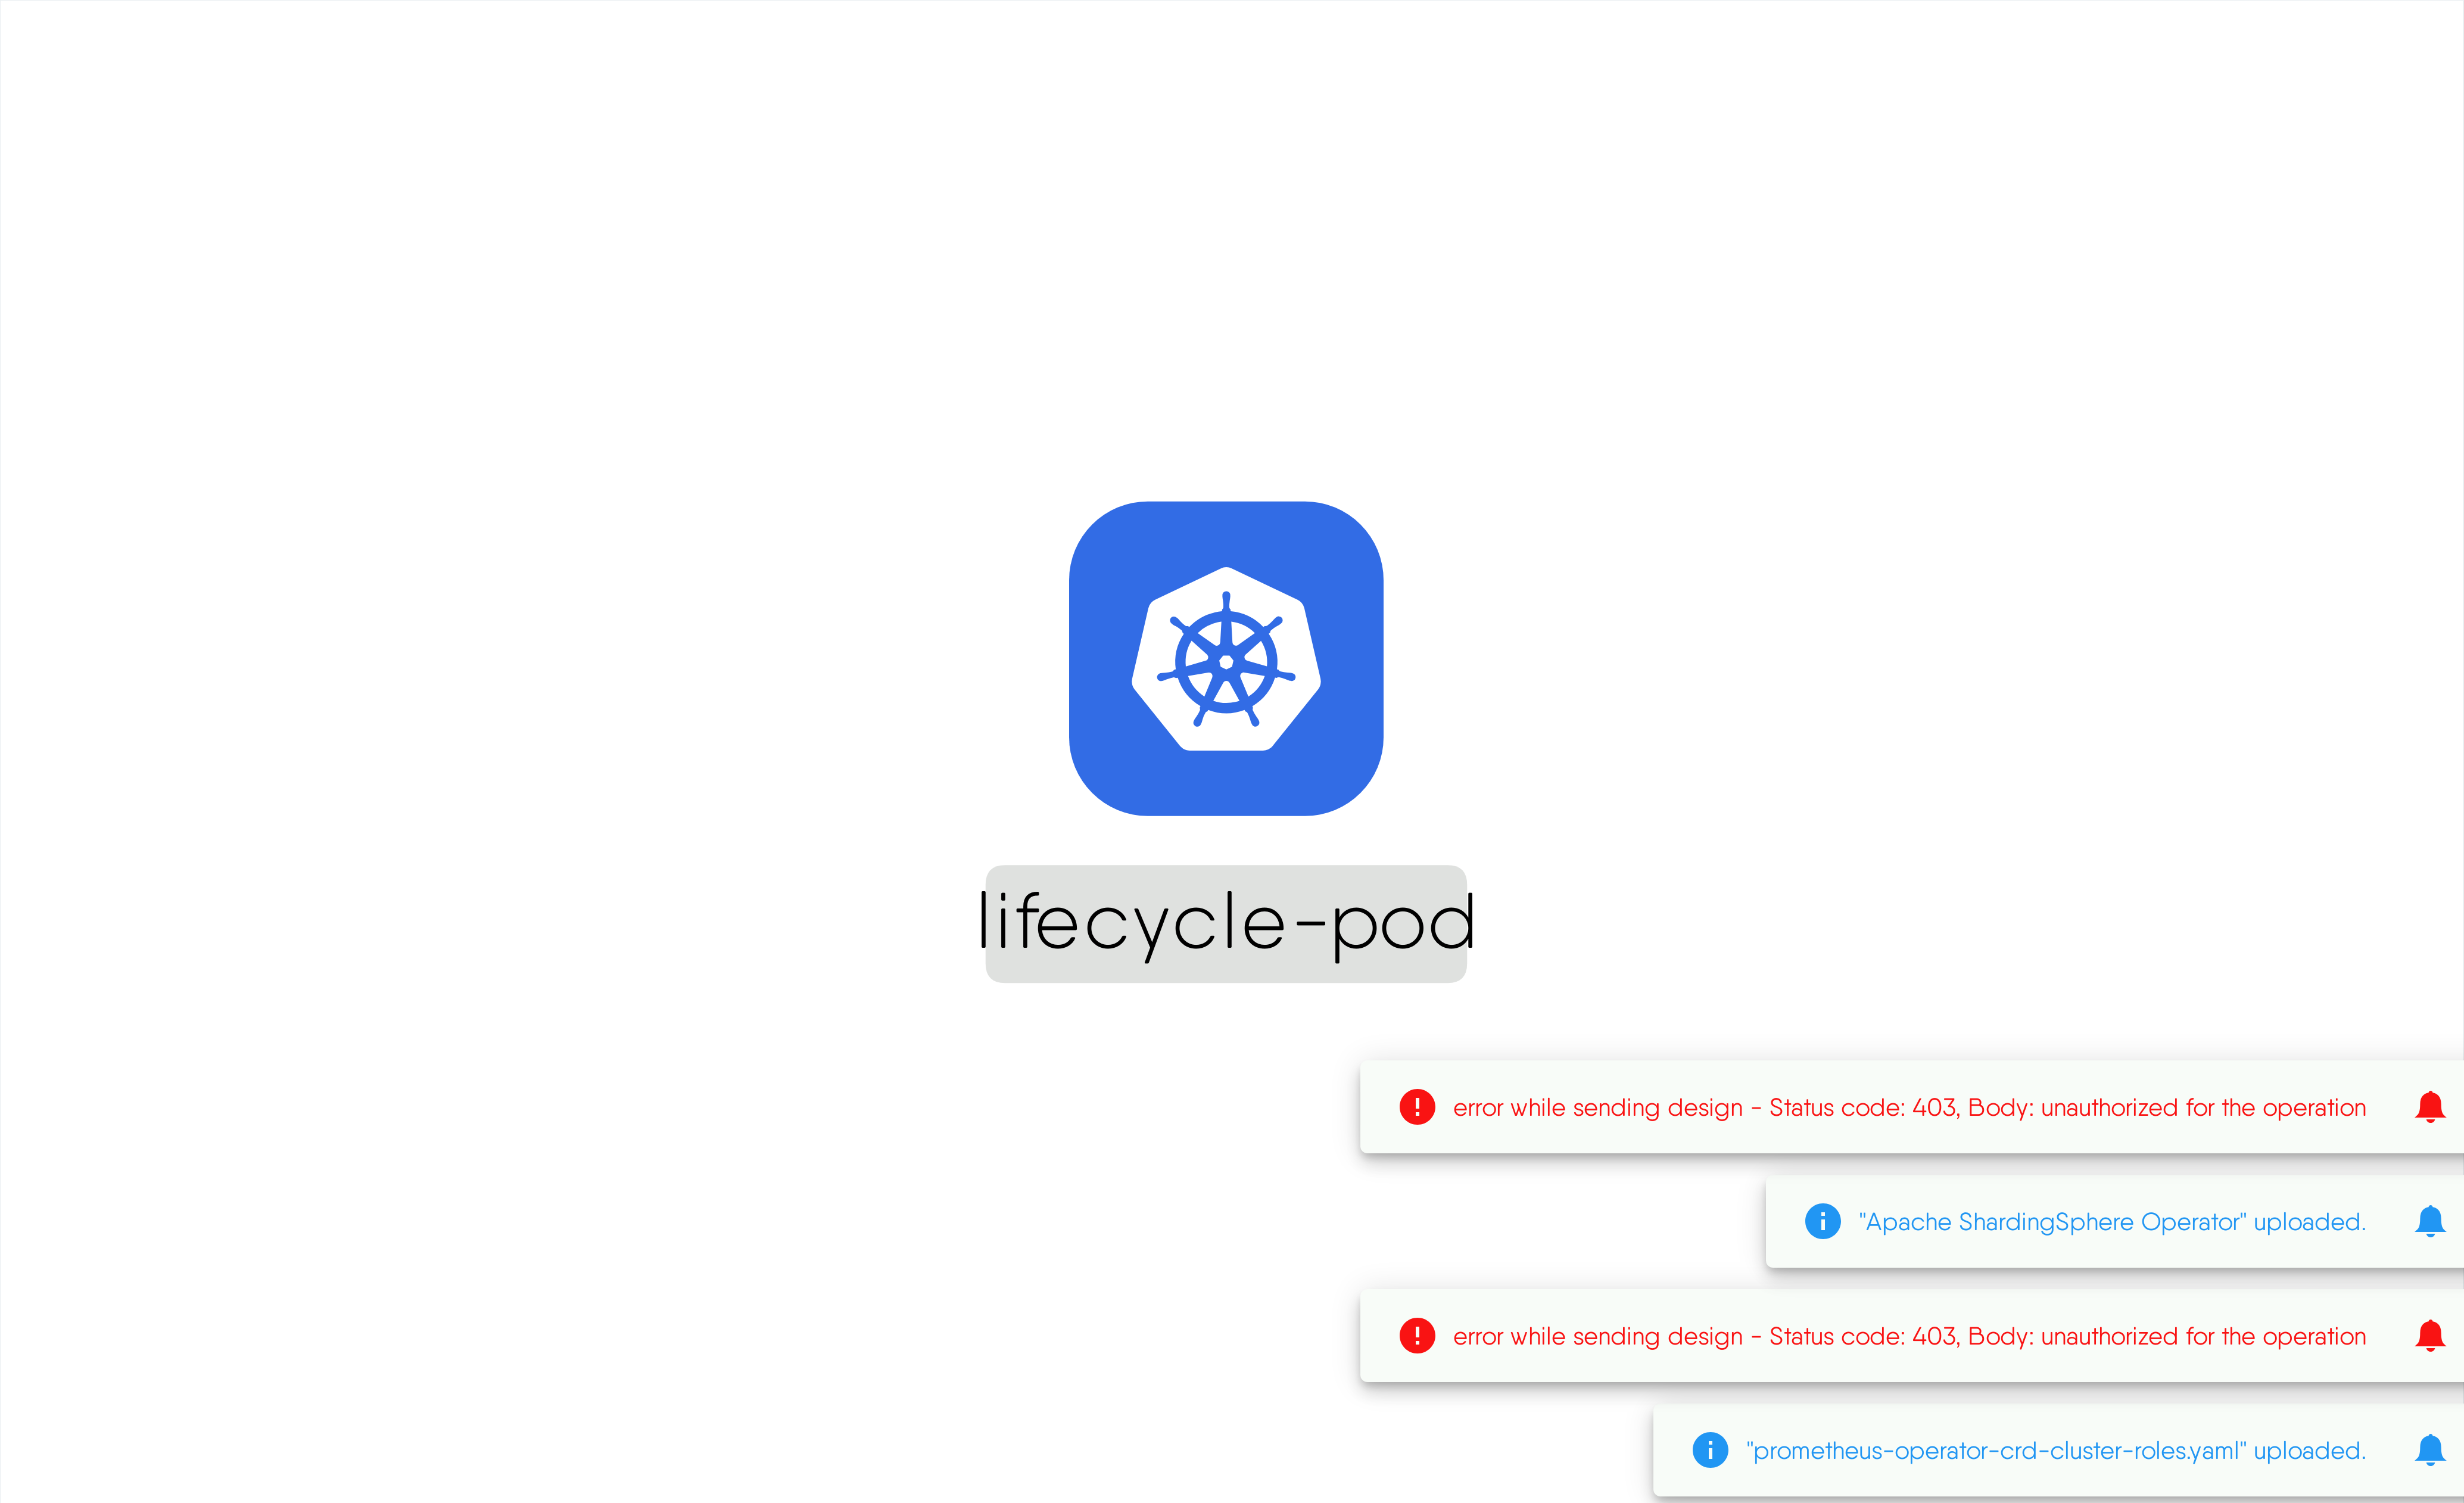 lifecycle-pod
error while sending design - Status code: 403, Body: unauthorized for the operation
"Apache ShardingSphere Operator" uploaded.
error while sending design - Status code: 403, Body: unauthorized for the operation
"prometheus-operator-crd-cluster-roles.yaml" uploaded.